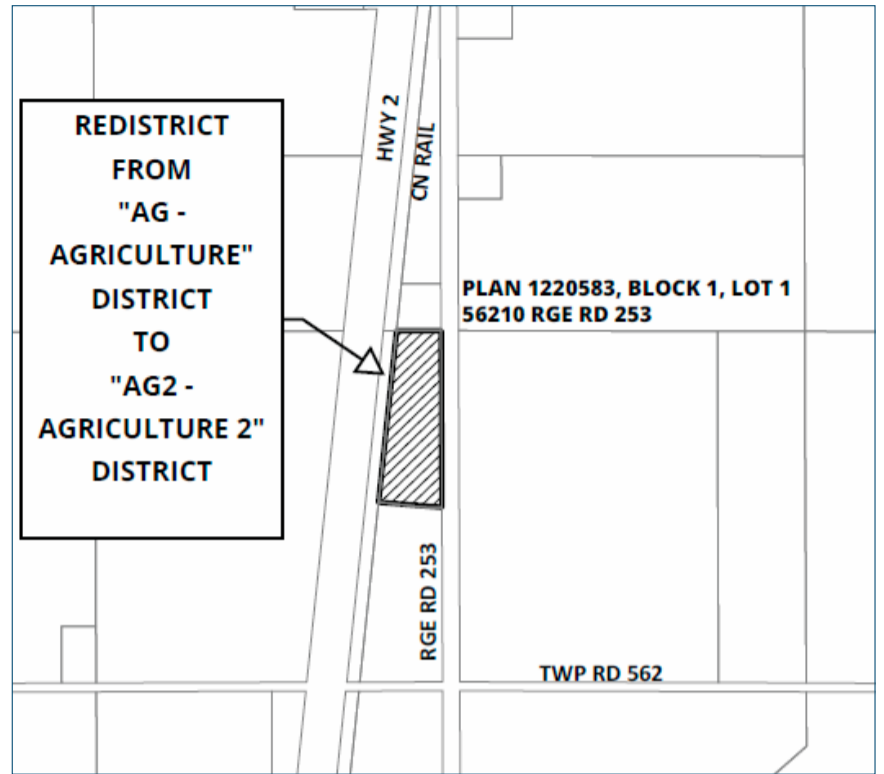 REDISTRICT
FROM
"AG -
AGRICULTURE"
DISTRICT
TO
"AG2 -
AGRICULTURE 2"
DISTRICT
HWY 2
CN RAIL
PLAN 1220583, BLOCK 1, LOT 1
56210 RGE RD 253
RGE RD 253
TWP RD 562